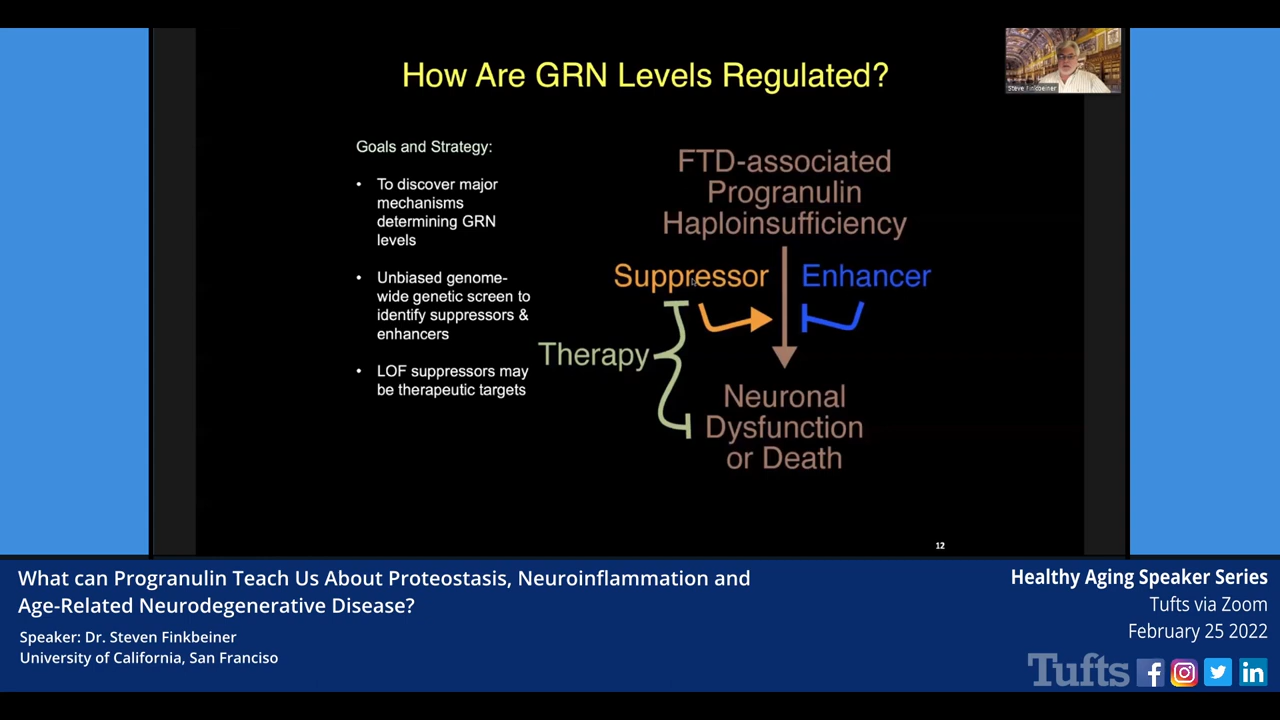 How Are GRN Levels Regulated?
Steve Finkbeiner
Goals and Strategy:
• To discover major
mechanisms
determining GRN
levels
• Unbiased genome-
wide genetic screen to
identify suppressors &
enhancers
• LOF suppressors may
be therapeutic targets
FTD-associated
Progranulin
Haploinsufficiency
Suppressor
Enhancer
Therapy
Neuronal
Dysfunction
or Death
12
What can Progranulin Teach Us About Proteostasis, Neuroinflammation and
Age-Related Neurodegenerative Disease?
Speaker: Dr. Steven Finkbeiner
University of California, San Franciso
Healthy Aging Speaker Series
Tufts via Zoom
February 25 2022
Tufts